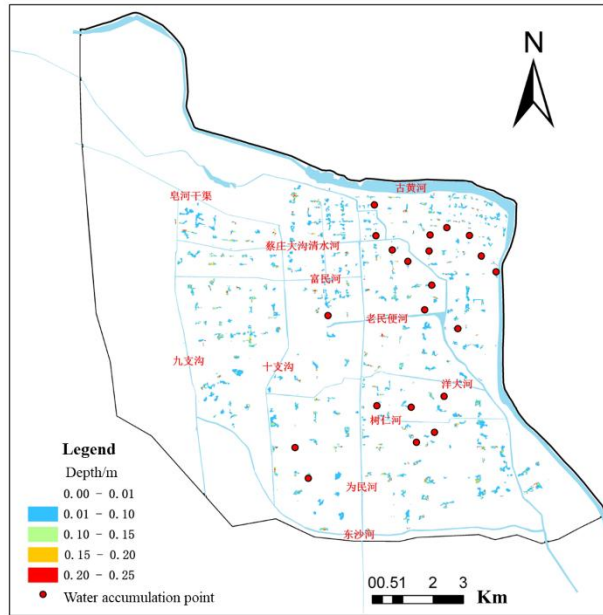 N
古黄河
皂河干渠
蔡庄大沟清水河
富民河
老民便河
九支沟
十支沟
洋犬河
树仁河
为民河
东沙河
Legend
Depth/m
0.00 - 0.01
0.01 - 0.10
0.10 - 0.15
0.15 - 0.20
0.20 - 0.25
Water accumulation point
00.51 2 3
Km